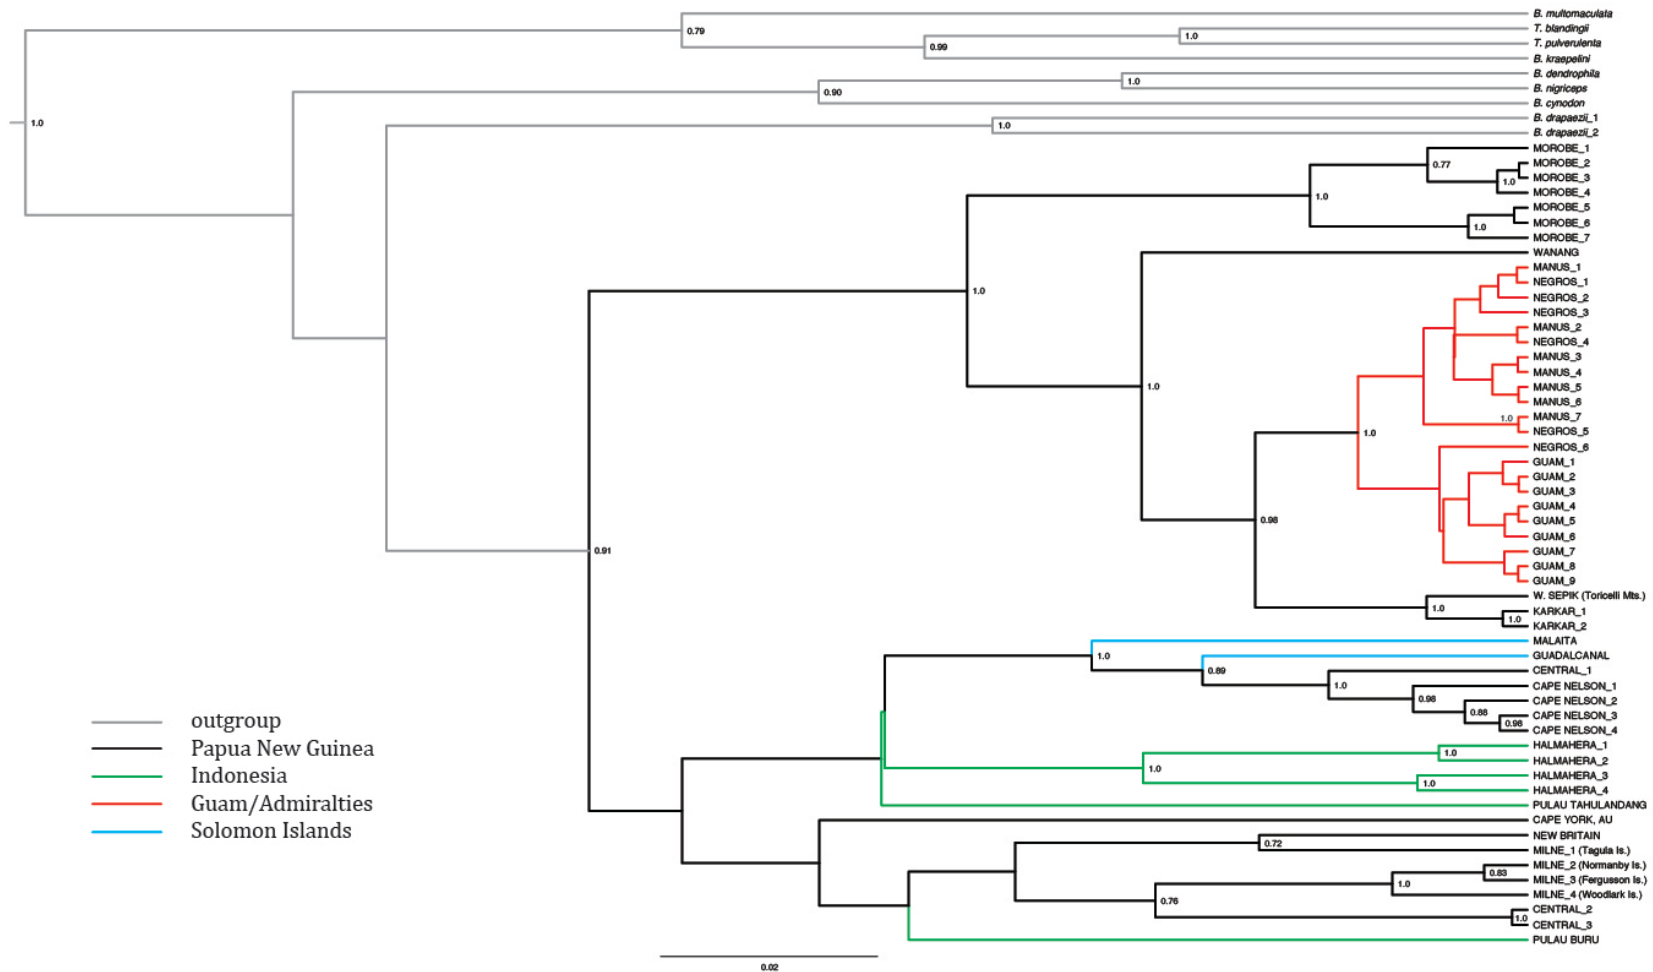 B. multomaculata
0.79
T. blandingii
1.0
T. pulverulenta
0.99
B. kraepelini
B. dendrophila
1.0
B. nigriceps
0.90
B. cynodon
B. drapaezii_1
1.0
1.0
B. drapaezii_2
MOROBE_1
0.77
MOROBE_2
MOROBE_3
1.0
MOROBE_4
1.0
MOROBE_5
MOROBE_6
1.0
MOROBE_7
WANANG
MANUS_1
NEGROS_1
1.0
NEGROS_2
NEGROS_3
MANUS_2
NEGROS_4
MANUS_3
MANUS_4
1.0
MANUS_5
MANUS_6
MANUS_7
1.0
NEGROS_5
1.0
NEGROS_6
GUAM_1
GUAM_2
GUAM_3
GUAM_4
GUAM_5
0.98
GUAM_6
GUAM_7
0.91
GUAM_8
GUAM_9
W. SEPIK (Toricelli Mts.)
1.0
KARKAR_1
1.0
KARKAR_2
MALAITA
1.0
GUADALCANAL
0.89
CENTRAL_1
1.0
CAPE NELSON_1
0.98
CAPE NELSON_2
0.88
CAPE NELSON_3
0.98
CAPE NELSON_4
HALMAHERA_1
1.0
HALMAHERA_2
1.0
HALMAHERA_3
1.0
HALMAHERA_4
PULAU TAHULANDANG
CAPE YORK, AU
NEW BRITAIN
0.72
MILNE_1 (Tagula Is.)
MILNE_2 (Normanby Is.)
0.83
MILNE_3 (Fergusson Is.)
1.0
MILNE_4 (Woodlark Is.)
0.76
CENTRAL_2
1.0
CENTRAL_3
PULAU BURU
outgroup
Papua New Guinea
Indonesia
Guam/Admiralties
Solomon Islands
0.02